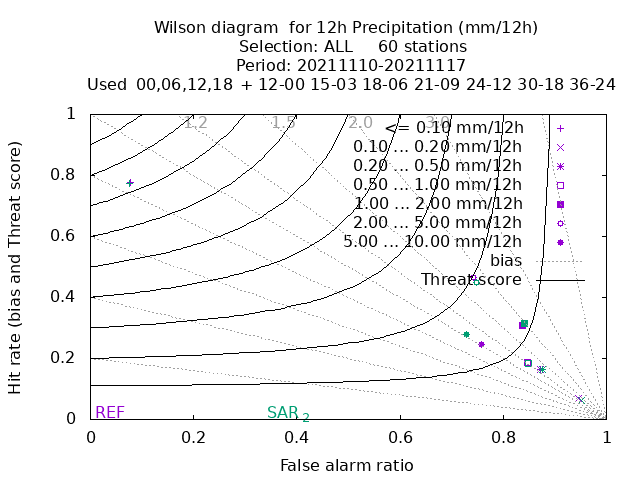 Wilson diagram  for 12h Precipitation (mm/12h)
Selection: ALL     60 stations
Period: 20211110-20211117
Used  00,06,12,18  + 12-00 15-03 18-06 21-09 24-12 30-18 36-24
Hit rate (bias and Threat score)
1
0.8
0.6
0.4
0.2
0
1.2
1.5
2.0
3.0
<= 0.10 mm/12h
0.10 ... 0.20 mm/12h
0.20 ... 0.50 mm/12h
0.50 ... 1.00 mm/12h
1.00 ... 2.00 mm/12h
2.00 ... 5.00 mm/12h
5.00 ... 10.00 mm/12h
bias
Threat score
REF
SAR_2
0 0.2 0.4 0.6 0.8 1
False alarm ratio